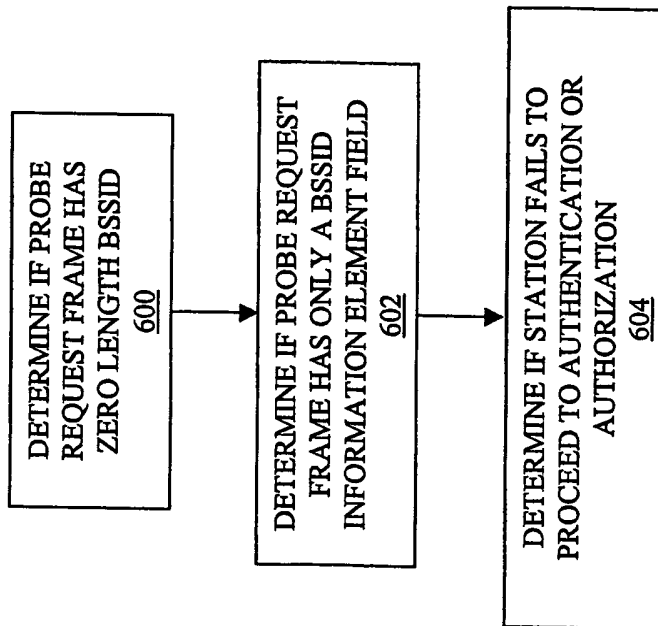 DETERMINE IF PROBE
REQUEST FRAME HAS
ZERO LENGTH BSSID
600
DETERMINE IF PROBE REQUEST
FRAME HAS ONLY A BSSID
INFORMATION ELEMENT FIELD
602
DETERMINE IF STATION FAILS TO
PROCEED TO AUTHENTICATION OR
AUTHORIZATION
604